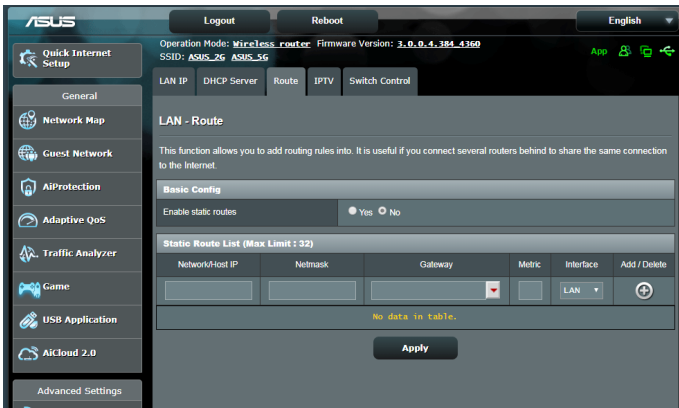 ASUS
Logout
Reboot
English
Quick Internet
Setup
Operation Mode: Wireless router Firmware Version: 3.0.0.4.384_4360
SSID: ASUS_2G ASUS_5G
App
LAN IP
DHCP Server
Route
IPTV
Switch Control
General
Network Map
Guest Network
AiProtection
Adaptive QoS
Traffic Analyzer
Game
USB Application
AiCloud 2.0
Advanced Settings
LAN - Route
This function allows you to add routing rules into. It is useful if you connect several routers behind to share the same connection
to the Internet.
Basic Config
Enable static routes
Yes No
Static Route List (Max Limit : 32)
Network/Host IP
Netmask
Gateway
Metric
Interface
Add / Delete
LAN
No data in table.
Apply